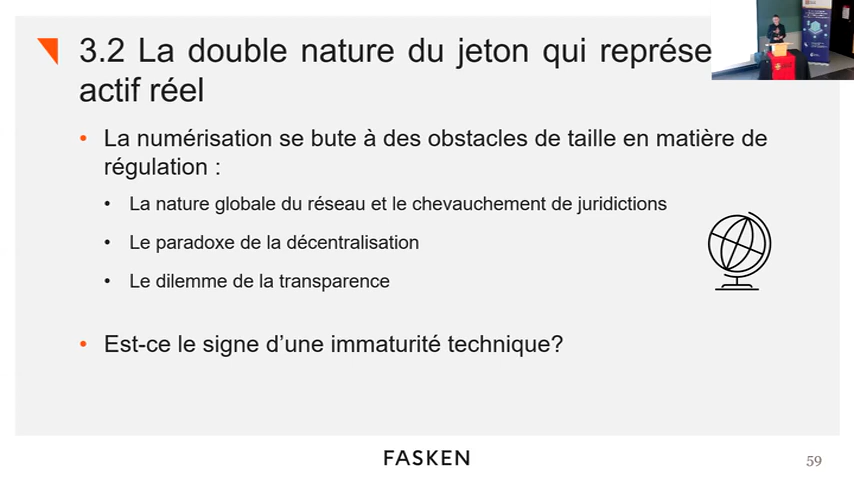 3.2 La double nature du jeton qui représe
actif réel
• La numérisation se bute à des obstacles de taille en matière de
régulation :
• La nature globale du réseau et le chevauchement de juridictions
• Le paradoxe de la décentralisation
• Le dilemme de la transparence
• Est-ce le signe d’une immaturité technique?
FASKEN
59